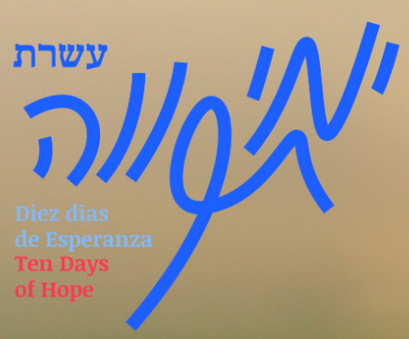 עשרת
ימי
תקווה
Diez dias
de Esperanza
Ten Days
of Hope